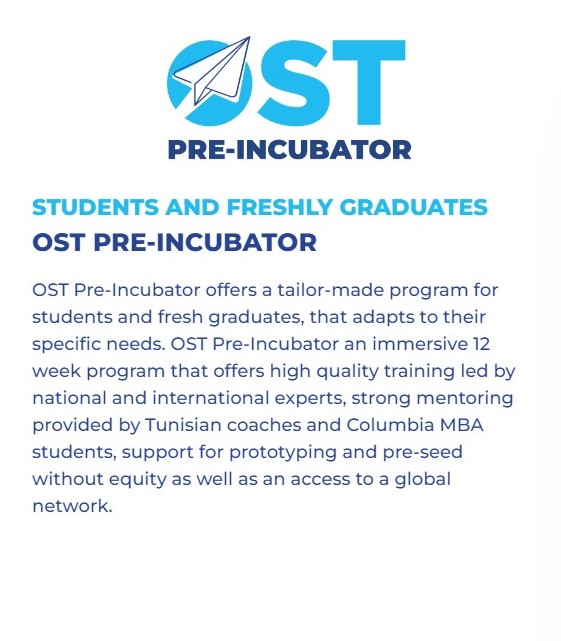 OST
PRE-INCUBATOR
STUDENTS AND FRESHLY GRADUATES
OST PRE-INCUBATOR
OST Pre-Incubator offers a tailor-made program for
students and fresh graduates, that adapts to their
specific needs. OST Pre-Incubator an immersive 12
week program that offers high quality training led by
national and international experts, strong mentoring
provided by Tunisian coaches and Columbia MBA
students, support for prototyping and pre-seed
without equity as well as an access to a global
network.